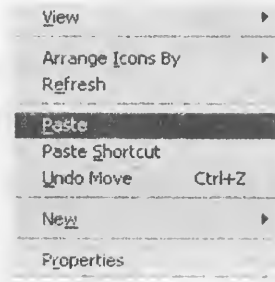 View
Arrange Icons By
Refresh
Paste
Paste Shortcut
Undo Move Ctrl+Z
New
Properties